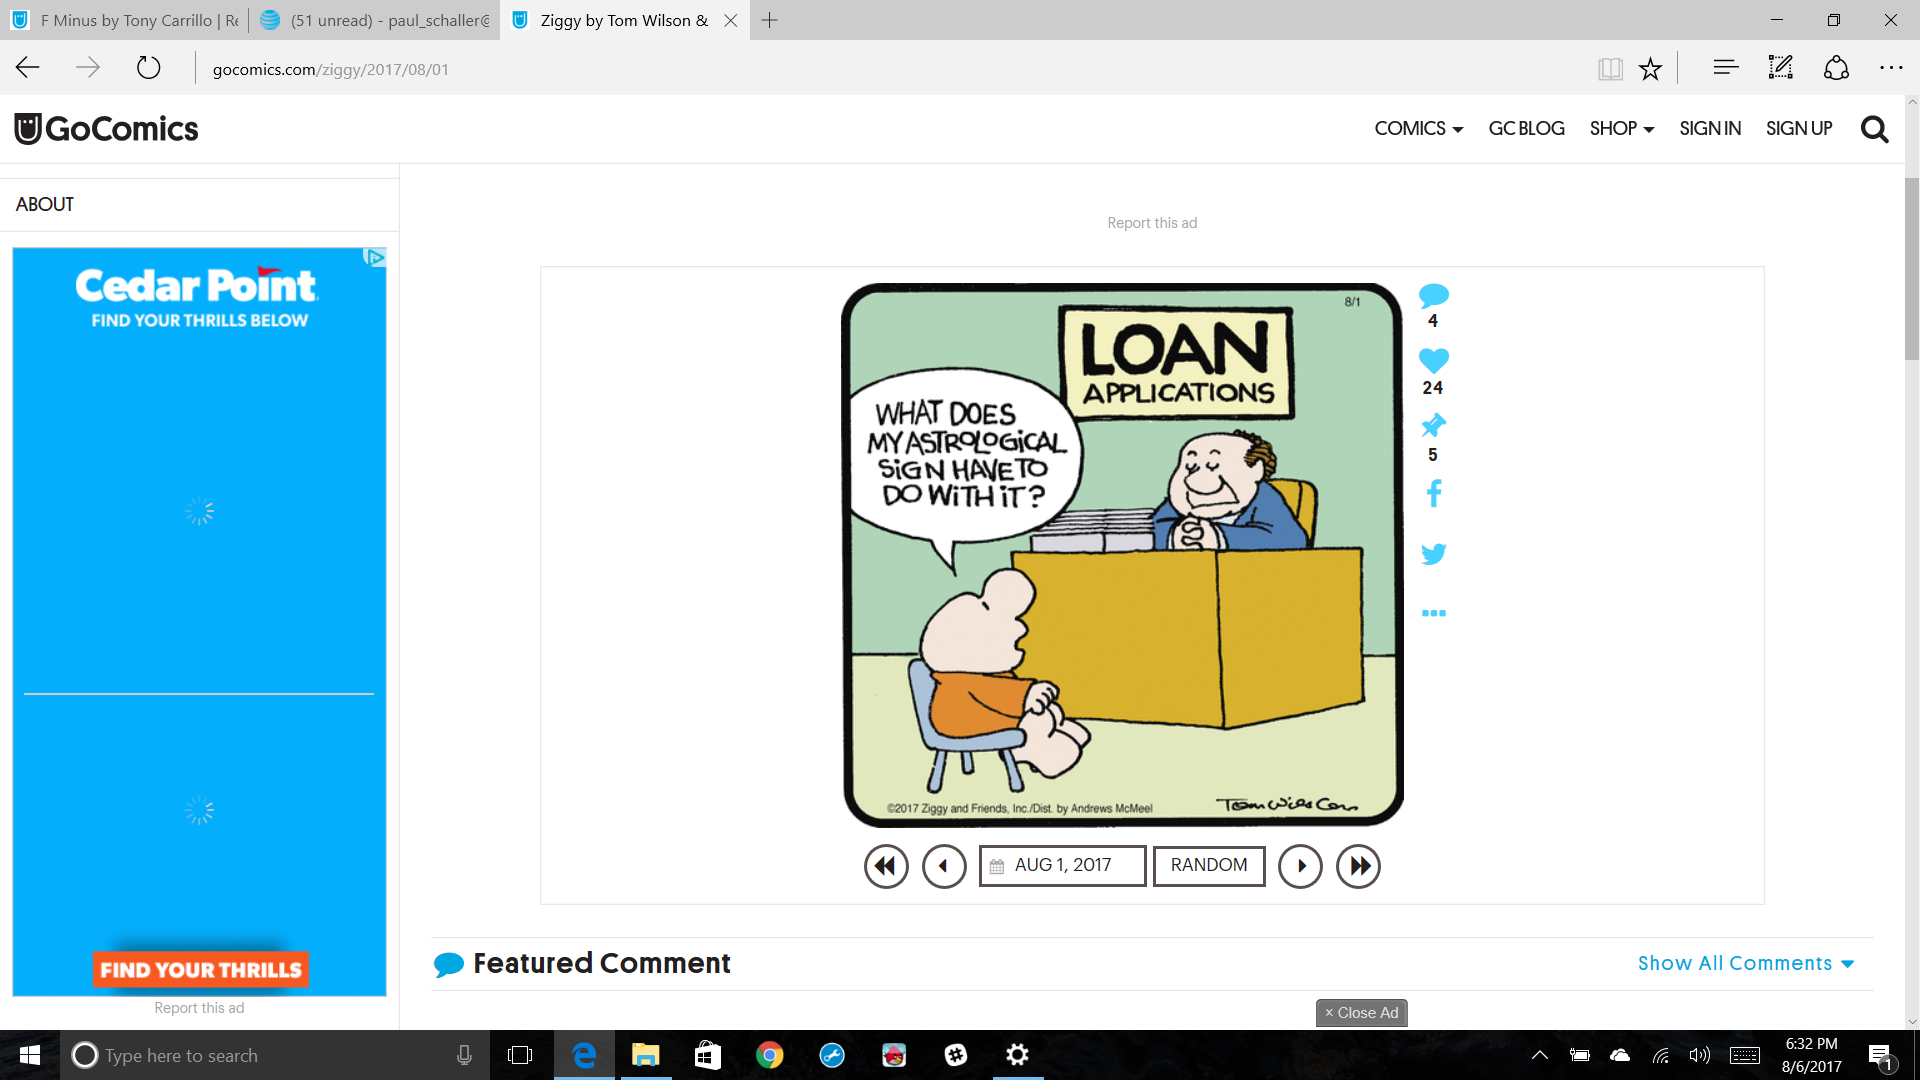 F Minus by Tony Carrillo | Re
(51 unread) - paul_schaller@
Ziggy by Tom Wilson &
gocomics.com/ziggy/2017/08/01
GoComics
COMICS
GC BLOG
SHOP
SIGN IN
SIGN UP
ABOUT
Cedar Point
FIND YOUR THRILLS BELOW
FIND YOUR THRILLS
Report this ad
Report this ad
8/1
LOAN
APPLICATIONS
WHAT DOES
MY ASTROLOGICAL
SIGN HAVE TO
DO WITH IT?
©2017 Ziggy and Friends, Inc./Dist. by Andrews McMeel
4
24
5
AUG 1, 2017
RANDOM
Featured Comment
Show All Comments
× Close Ad
Type here to search
6:32 PM
8/6/2017
1